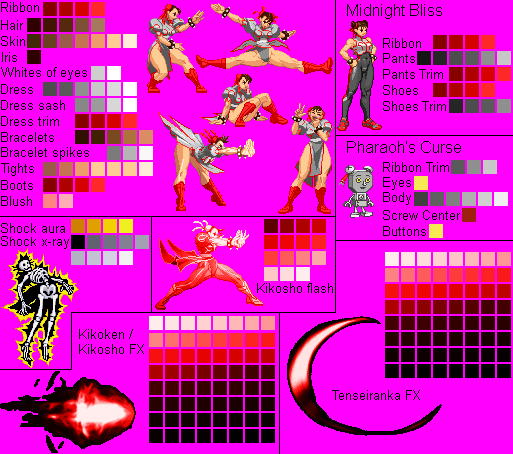 Ribbon
Hair
Skin
Iris
Whites of eyes
Dress
Dress sash
Dress trim
Bracelets
Bracelet spikes
Tights
Boots
Blush
Midnight Bliss
Ribbon
Pants
Pants Trim
Shoes
Shoes Trim
Pharaoh's Curse
Ribbon Trim
Eyes
Body
Screw Center
Buttons
Shock aura
Shock x-ray
Kikosho flash
Kikoken /
Kikosho FX
Tenseiranka FX